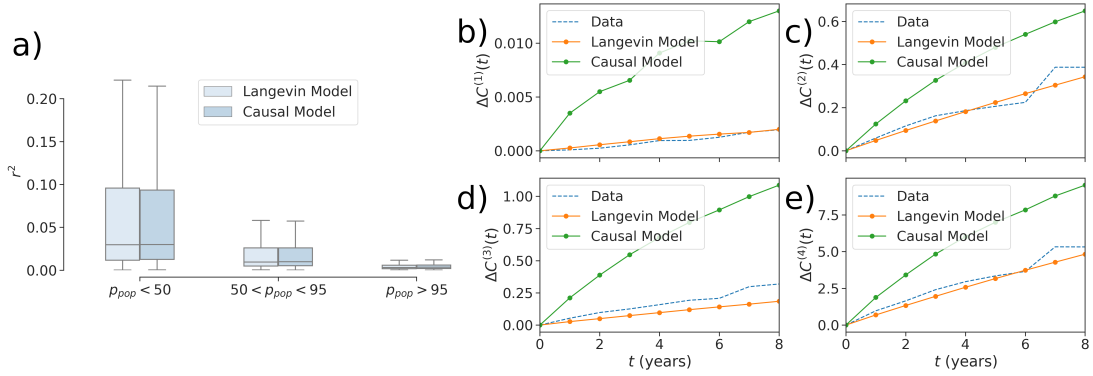 a)
0.20
0.15
0.10
0.05
0.00
r²
Langevin Model
Causal Model
p_pop < 50
50 < p_pop < 95
p_pop > 95
b)
0.010
0.005
0.000
ΔC⁽¹⁾(t)
Data
Langevin Model
Causal Model
c)
0.6
0.4
0.2
0.0
ΔC⁽²⁾(t)
Data
Langevin Model
Causal Model
d)
1.00
0.75
0.50
0.25
0.00
ΔC⁽³⁾(t)
Data
Langevin Model
Causal Model
0 2 4 6 8
t (years)
e)
7.5
5.0
2.5
0.0
ΔC⁽⁴⁾(t)
Data
Langevin Model
Causal Model
0 2 4 6 8
t (years)